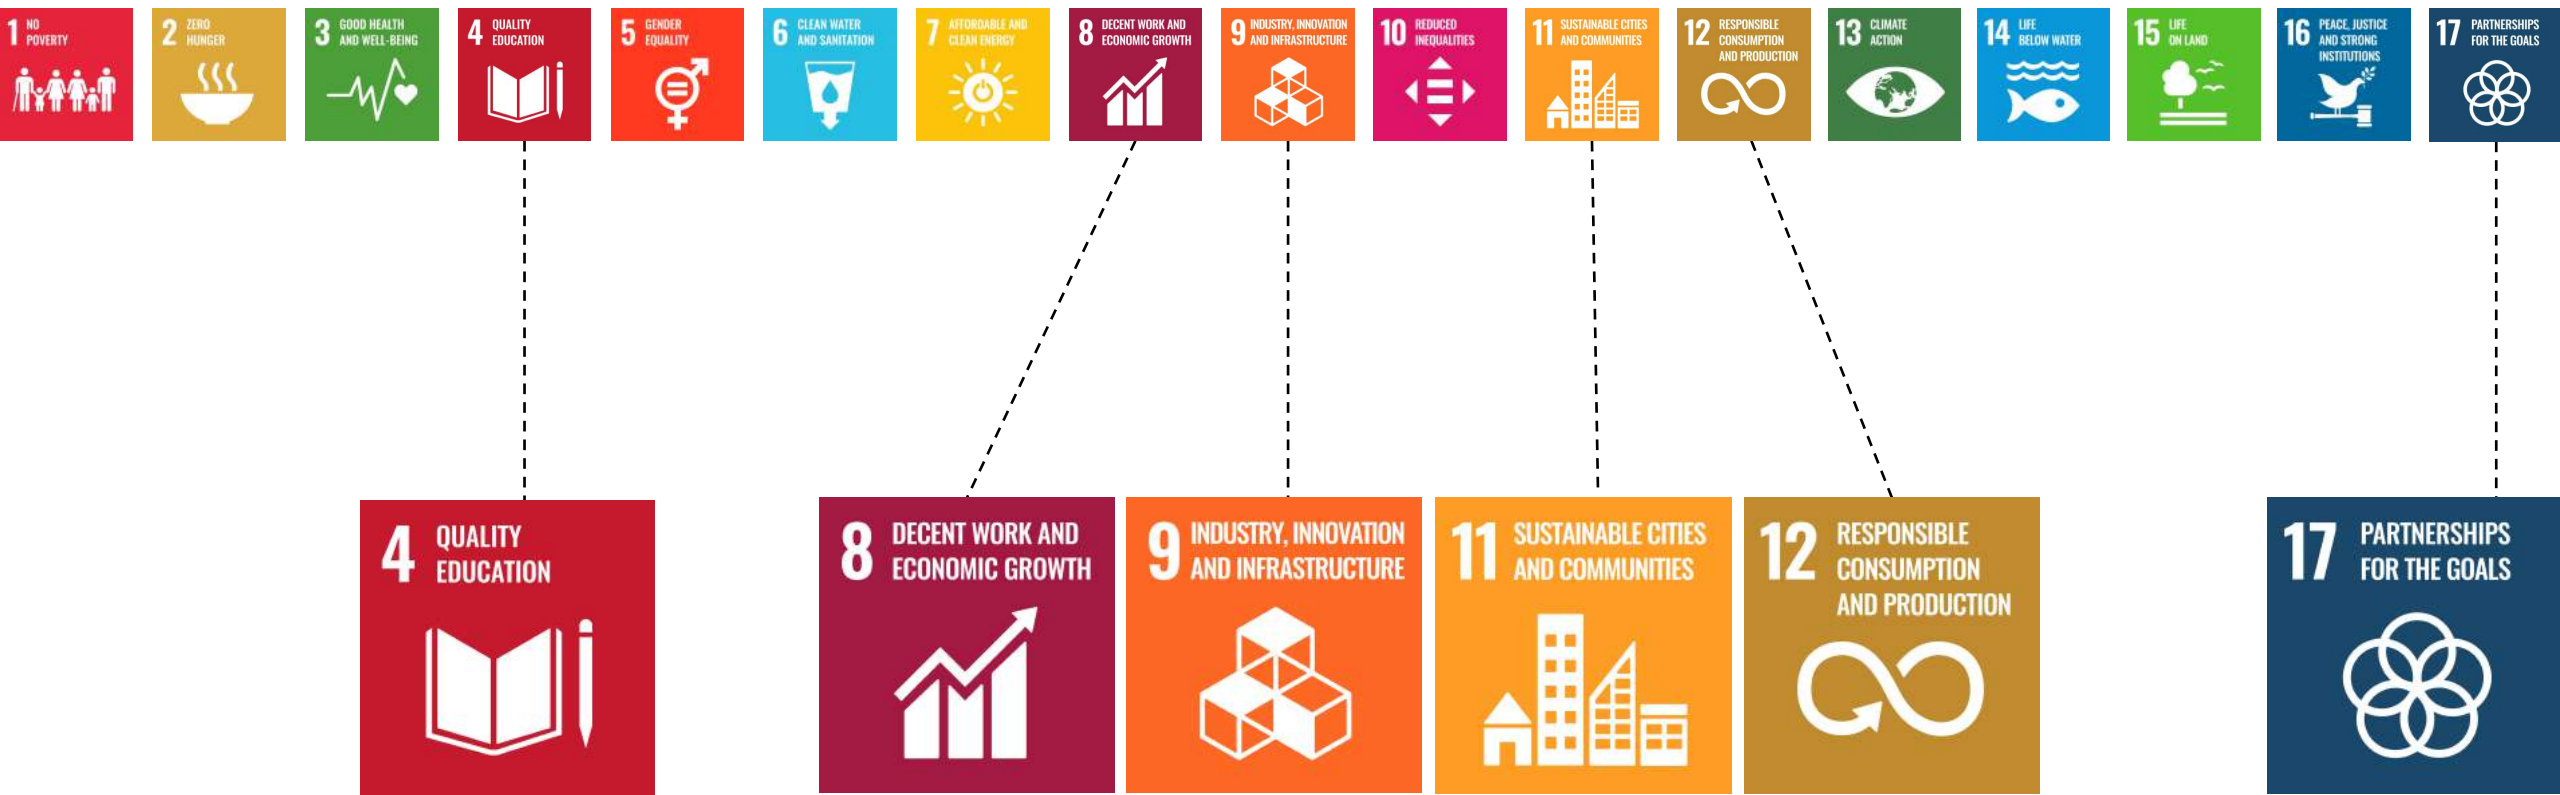 1 NO
POVERTY
2 ZERO
HUNGER
3 GOOD HEALTH
AND WELL-BEING
4 QUALITY
EDUCATION
5 GENDER
EQUALITY
6 CLEAN WATER
AND SANITATION
7 AFFORDABLE AND
CLEAN ENERGY
8 DECENT WORK AND
ECONOMIC GROWTH
9 INDUSTRY, INNOVATION
AND INFRASTRUCTURE
10 REDUCED
INEQUALITIES
11 SUSTAINABLE CITIES
AND COMMUNITIES
12 RESPONSIBLE
CONSUMPTION
AND PRODUCTION
13 CLIMATE
ACTION
14 LIFE
BELOW WATER
15 LIFE
ON LAND
16 PEACE, JUSTICE
AND STRONG
INSTITUTIONS
17 PARTNERSHIPS
FOR THE GOALS
4 QUALITY
EDUCATION
8 DECENT WORK AND
ECONOMIC GROWTH
9 INDUSTRY, INNOVATION
AND INFRASTRUCTURE
11 SUSTAINABLE CITIES
AND COMMUNITIES
12 RESPONSIBLE
CONSUMPTION
AND PRODUCTION
17 PARTNERSHIPS
FOR THE GOALS